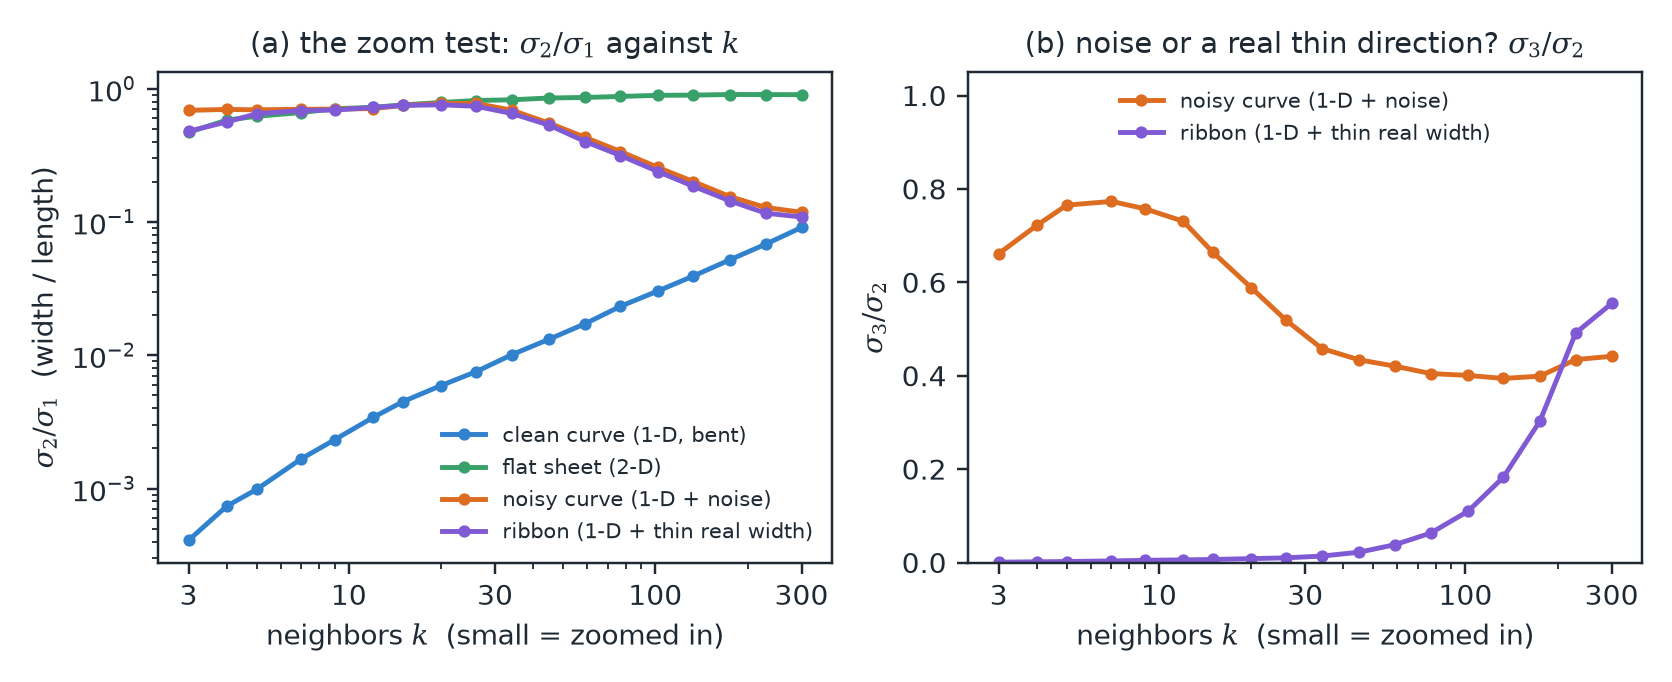 (a) the zoom test: σ₂/σ₁ against k
σ₂/σ₁ (width / length)
10⁰
10⁻¹
10⁻²
10⁻³
clean curve (1-D, bent)
flat sheet (2-D)
noisy curve (1-D + noise)
ribbon (1-D + thin real width)
3 10 30 100 300
neighbors k (small = zoomed in)
(b) noise or a real thin direction? σ₃/σ₂
σ₃/σ₂
1.0
0.8
0.6
0.4
0.2
0.0
noisy curve (1-D + noise)
ribbon (1-D + thin real width)
3 10 30 100 300
neighbors k (small = zoomed in)